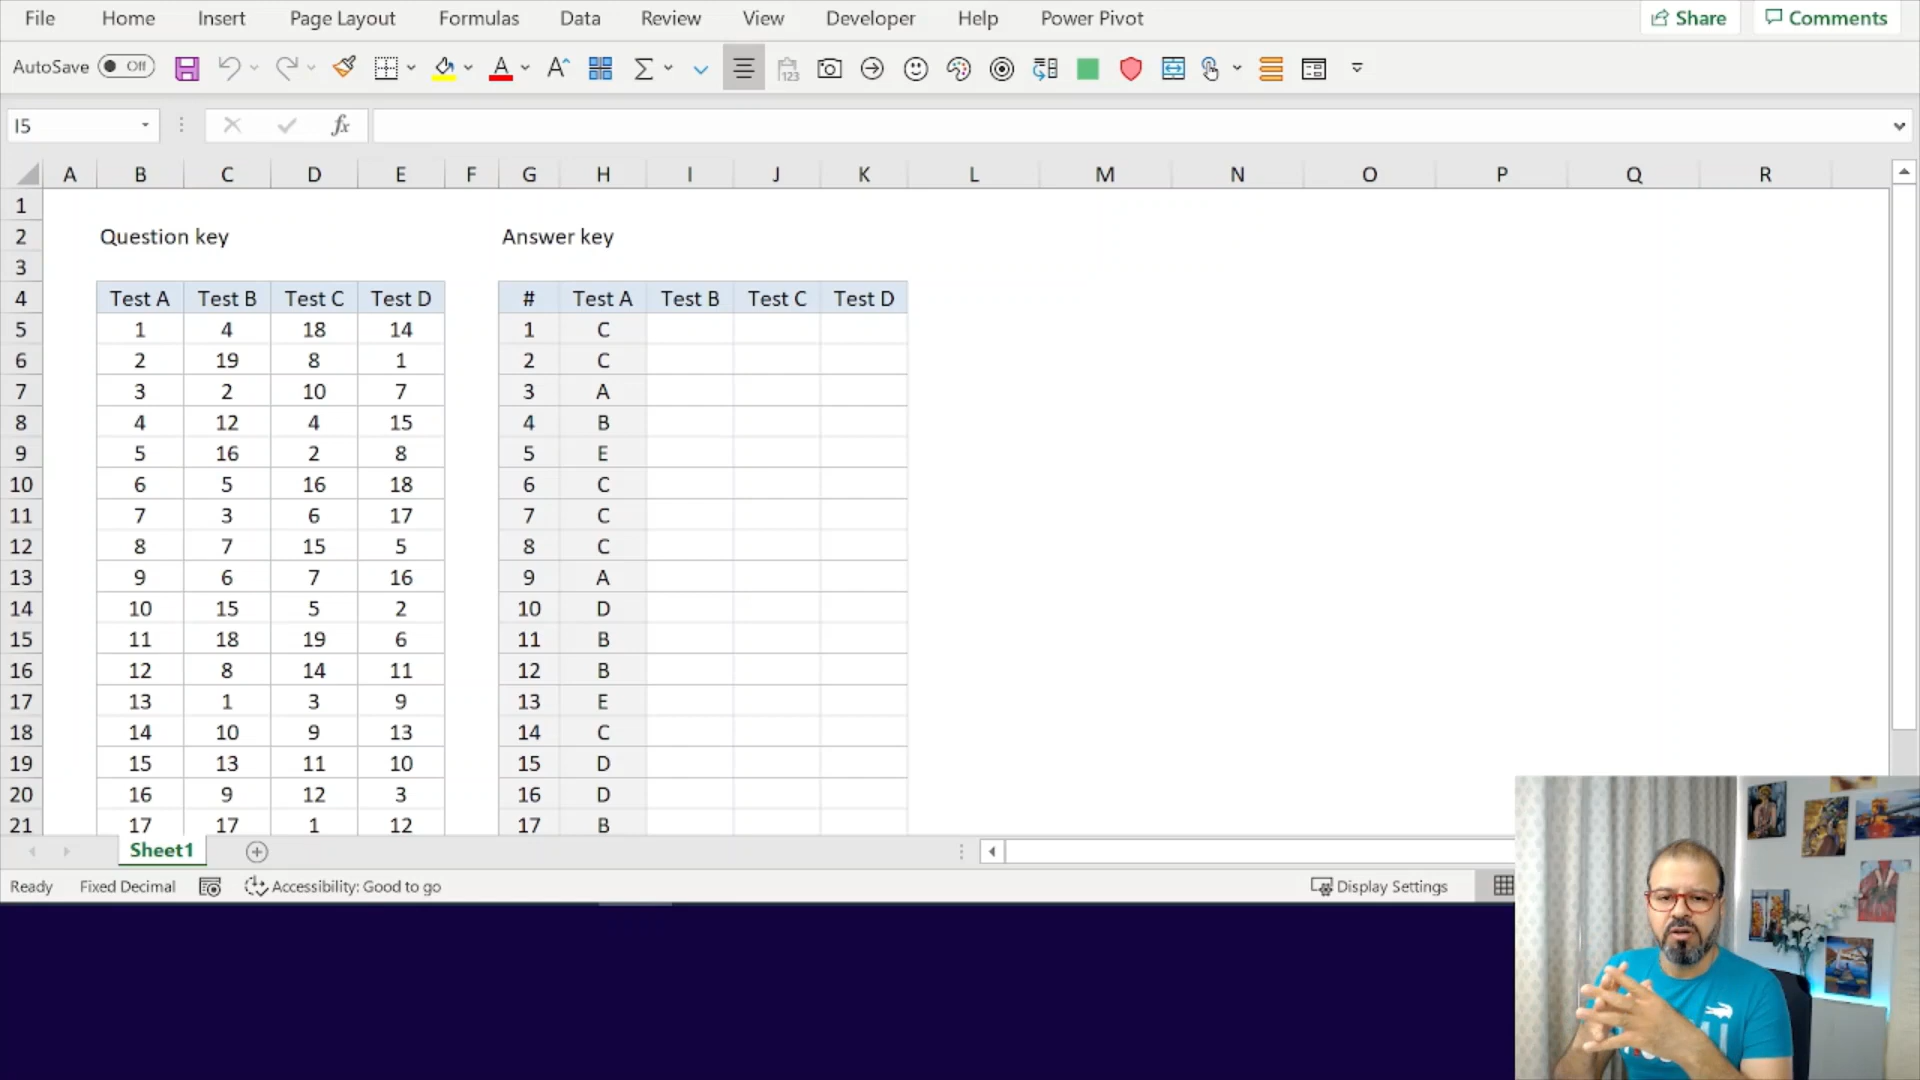 File Home Insert Page Layout Formulas Data Review View Developer Help Power Pivot Share Comments
AutoSave Off
I5 fx
A B C D E F G H I J K L M N O P Q R
1
2 Question key Answer key
3
4 Test A Test B Test C Test D # Test A Test B Test C Test D
5 1 4 18 14 1 C
6 2 19 8 1 2 C
7 3 2 10 7 3 A
8 4 12 4 15 4 B
9 5 16 2 8 5 E
10 6 5 16 18 6 C
11 7 3 6 17 7 C
12 8 7 15 5 8 C
13 9 6 7 16 9 A
14 10 15 5 2 10 D
15 11 18 19 6 11 B
16 12 8 14 11 12 B
17 13 1 3 9 13 E
18 14 10 9 13 14 C
19 15 13 11 10 15 D
20 16 9 12 3 16 D
21 17 17 1 12 17 B
Sheet1
Ready Fixed Decimal Accessibility: Good to go Display Settings